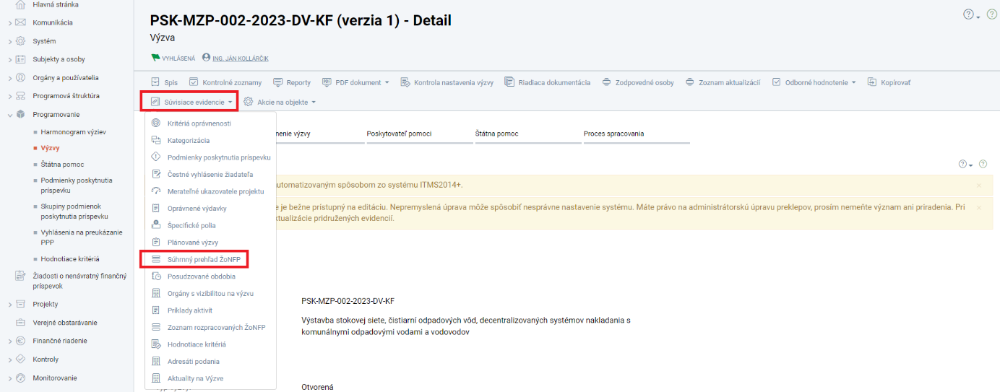 Hlavná stránka
Komunikácia
Systém
Subjekty a osoby
Orgány a používatelia
Programová štruktúra
Programovanie
Harmonogram výziev
Výzvy
Štátna pomoc
Podmienky poskytnutia
príspevku
Skupiny podmienok
poskytnutia príspevku
Vyhlásenia na preukázanie
PPP
Hodnotiace kritériá
Žiadosti o nenávratný finančný
príspevok
Projekty
Verejné obstarávanie
Finančné riadenie
Kontroly
Monitorovanie
PSK-MZP-002-2023-DV-KF (verzia 1) - Detail
Výzva
VYHLÁSENÁ ING. JÁN KOLLÁRČIK
Spis Kontrolné zoznamy Reporty PDF dokument Kontrola nastavenia výzvy Riadiaca dokumentácia Zodpovedné osoby Zoznam aktualizácií Odborné hodnotenie Kopírovať
Súvisiace evidencie Akcie na objekte
Kritériá oprávnenosti
Kategorizácia
Podmienky poskytnutia príspevku
Čestné vyhlásenie žiadateľa
Merateľné ukazovatele projektu
Oprávnené výdavky
Špecifické polia
Plánované výzvy
Súhrnný prehľad ŽoNFP
Posudzované obdobia
Orgány s vizibilitou na výzvu
Príklady aktivít
Zoznam rozpracovaných ŽoNFP
Hodnotiace kritériá
Adresáti podania
Aktuality na Výzve
nenie výzvy Poskytovateľ pomoci Štátna pomoc Proces spracovania
utomatizovaným spôsobom zo systému ITMS2014+.
e je bežne prístupný na editáciu. Nepremyslená úprava môže spôsobiť nesprávne nastavenie systému. Máte právo na administrátorskú úpravu preklepov, prosím nemeňte význam ani priradenia. Pri
ktualizácie pridružených evidencií.
PSK-MZP-002-2023-DV-KF
Výstavba stokovej siete, čistiarní odpadových vôd, decentralizovaných systémov nakladania s
komunálnymi odpadovými vodami a vodovodov
Otvorená